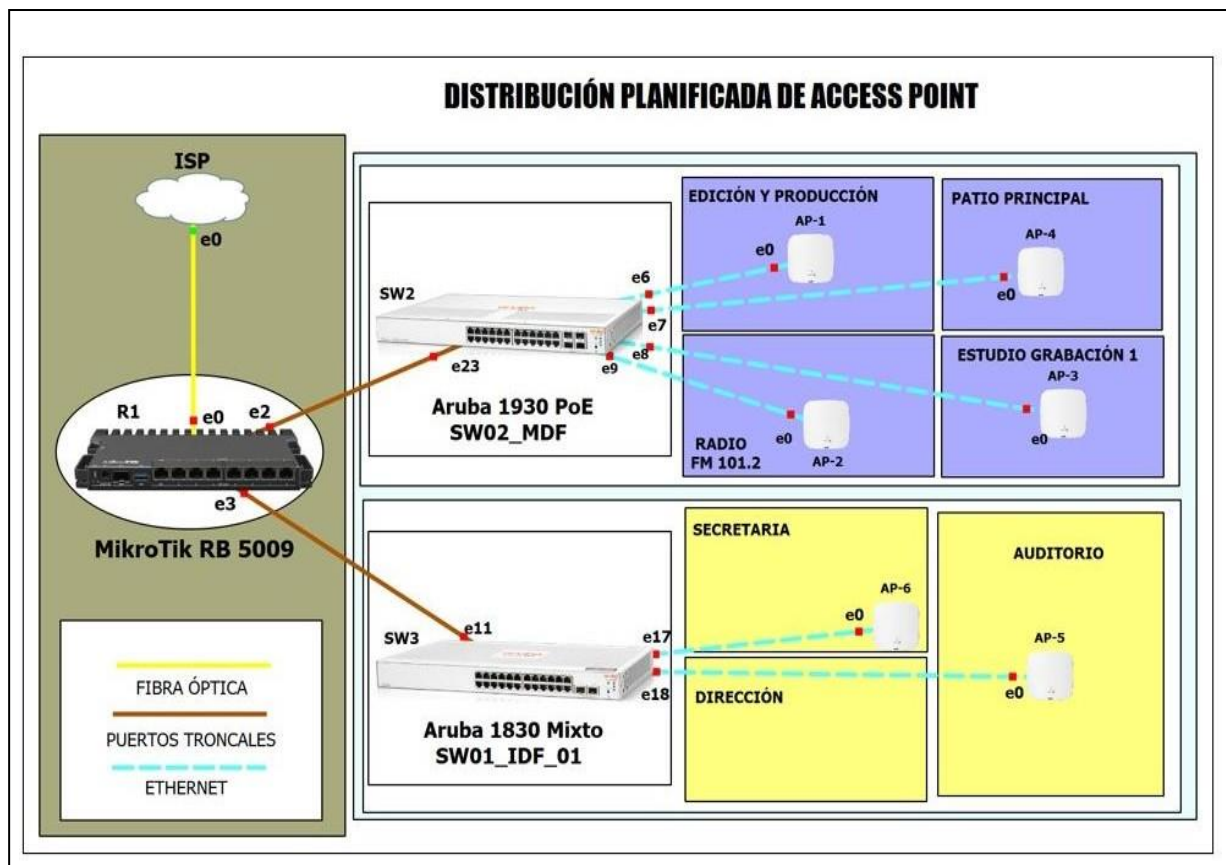 DISTRIBUCIÓN PLANIFICADA DE ACCESS POINT
ISP
e0
R1
e0
e2
e3
MikroTik RB 5009
FIBRA ÓPTICA
PUERTOS TRONCALES
ETHERNET
SW2
e23
e6
e7
e8
e9
Aruba 1930 PoE
SW02_MDF
EDICIÓN Y PRODUCCIÓN
AP-1
e0
PATIO PRINCIPAL
AP-4
e0
RADIO
FM 101.2
e0
AP-2
ESTUDIO GRABACIÓN 1
AP-3
e0
SW3
e11
e17
e18
Aruba 1830 Mixto
SW01_IDF_01
SECRETARIA
AP-6
e0
DIRECCIÓN
AUDITORIO
AP-5
e0